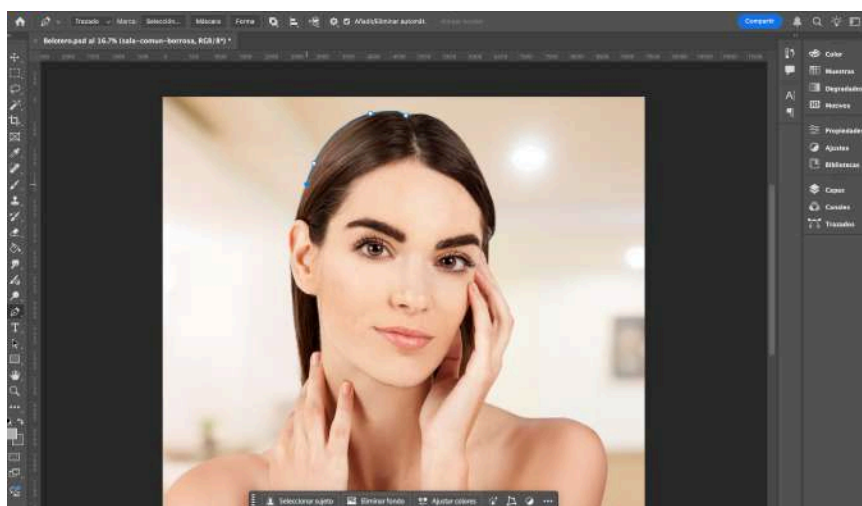 Trazado Marca: Selección... Máscara Forma Añadir/Eliminar automát. Compartir
× Belotero.psd al 16.7% (sala-comun-borrosa, RGB/8*) *
Color
Muestras
Degradados
Motivos
Propiedades
Ajustes
Bibliotecas
Capas
Canales
Trazados
Seleccionar sujeto Eliminar fondo Ajustar colores